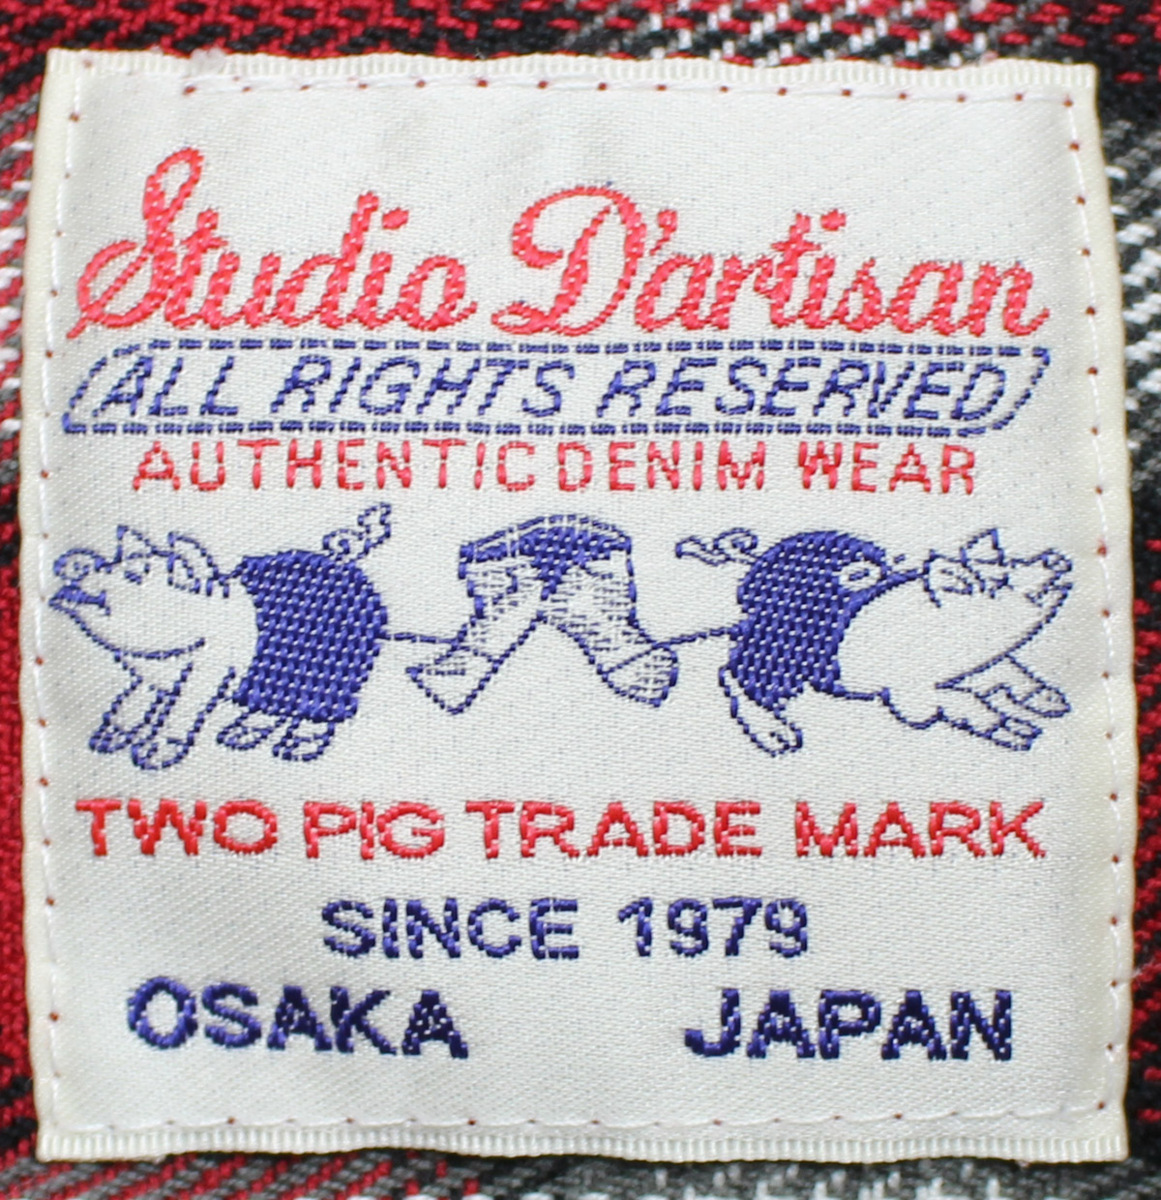 Studio D'artisan
ALL RIGHTS RESERVED
AUTHENTIC DENIM WEAR
TWO PIG TRADE MARK
SINCE 1979
OSAKA JAPAN